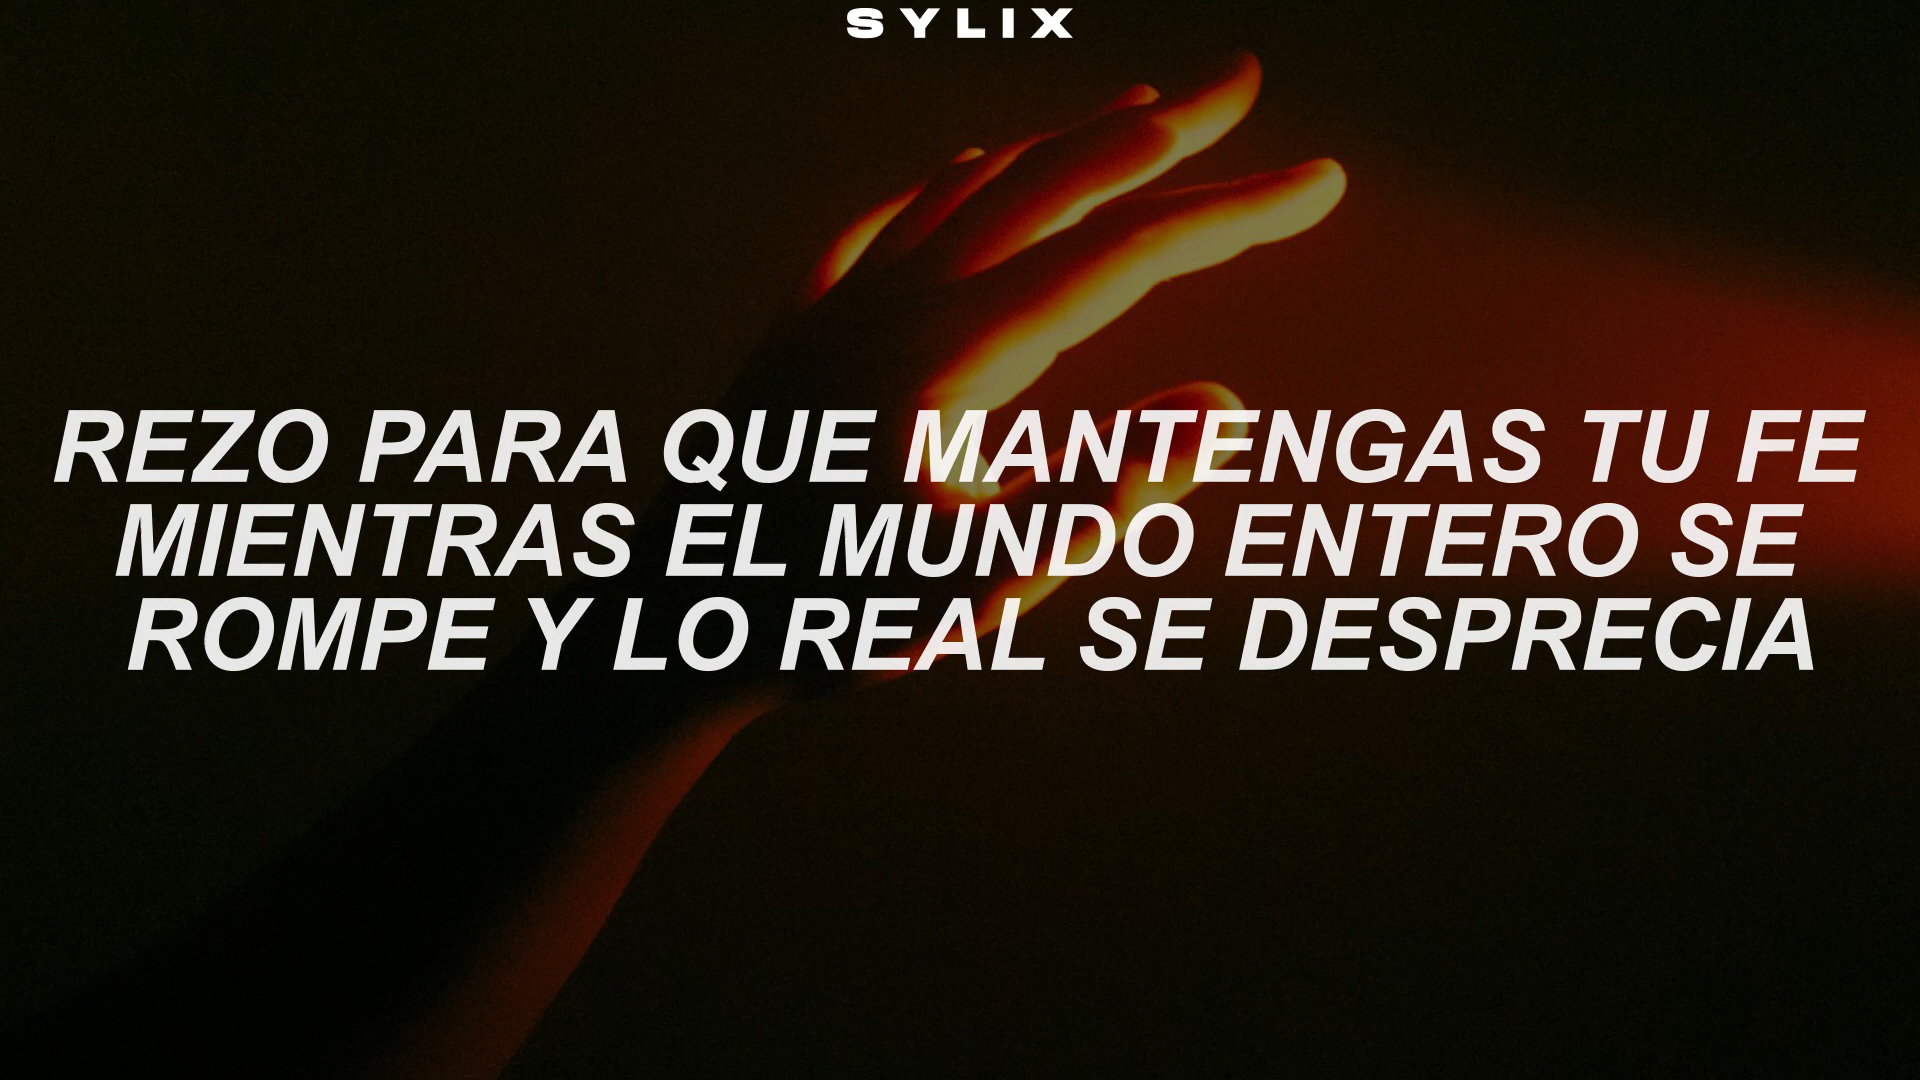 SYLIX
REZO PARA QUE MANTENGAS TU FE
MIENTRAS EL MUNDO ENTERO SE
ROMPE Y LO REAL SE DESPRECIA